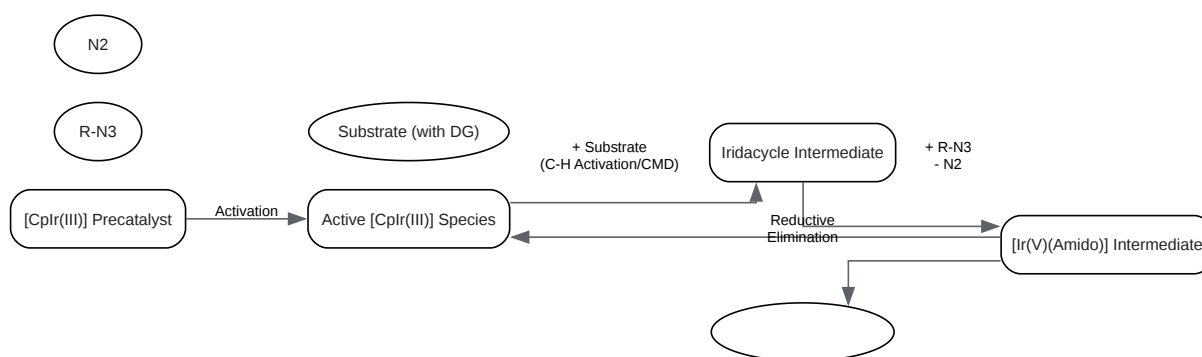 N2
R-N3
Substrate (with DG)
+ Substrate
(C-H Activation/CMD)
Iridacycle Intermediate
+ R-N3
- N2
[CpIr(III)] Precatalyst
Activation
Active [CpIr(III)] Species
Reductive
Elimination
[Ir(V)(Amido)] Intermediate